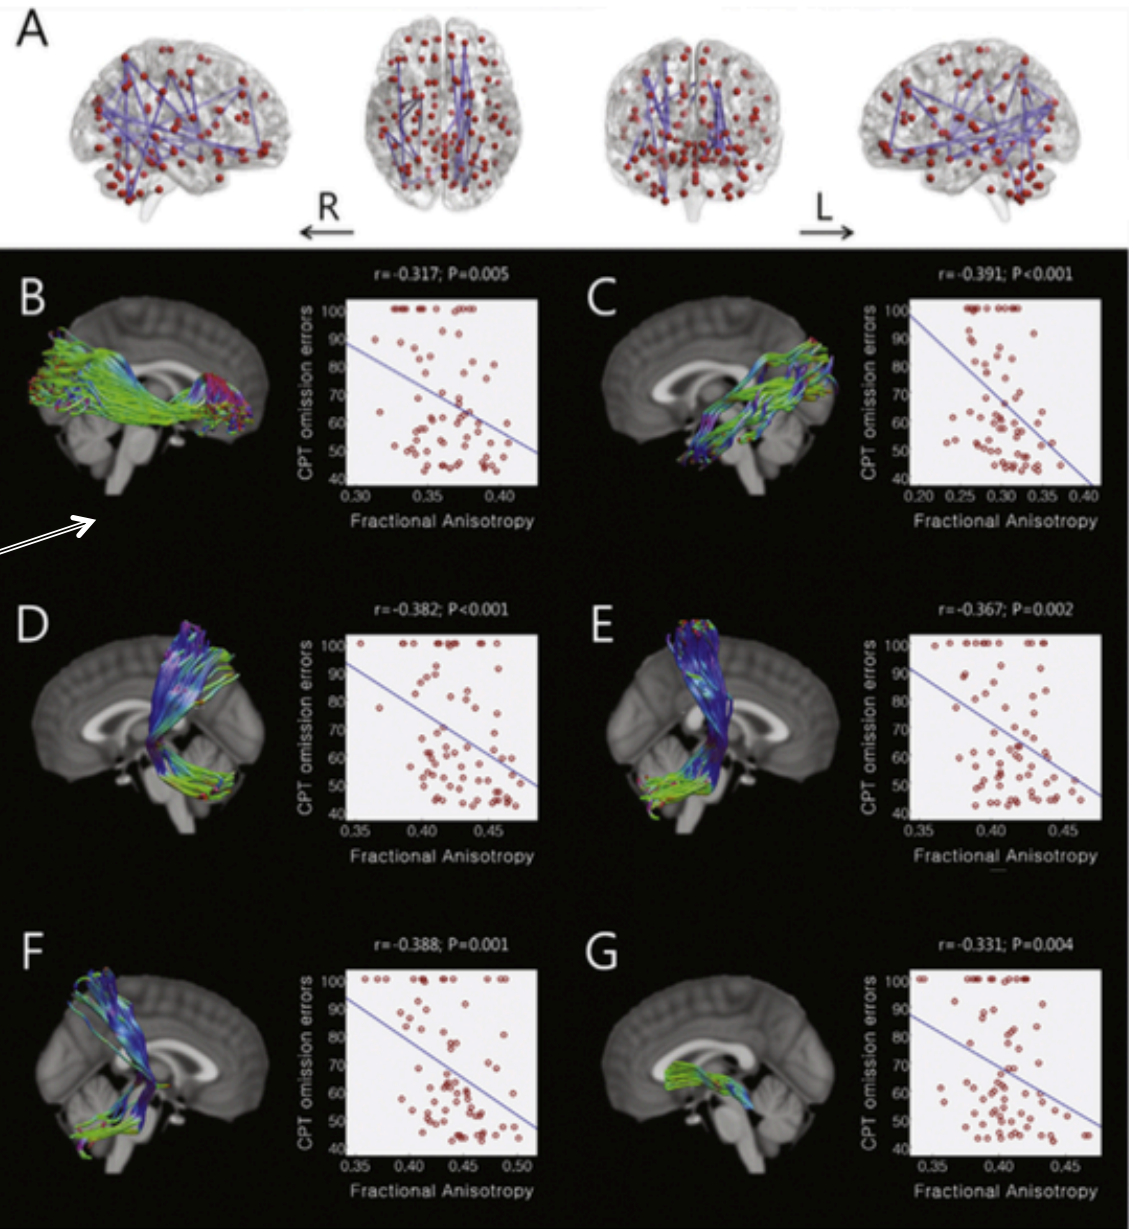 A
R
L
B
r=-0.317; P=0.005
CPT omission errors
100
90
80
70
60
50
40
0.30 0.35 0.40
Fractional Anisotropy
C
r=-0.391; P<0.001
CPT omission errors
100
90
80
70
60
50
40
0.20 0.25 0.30 0.35 0.40
Fractional Anisotropy
D
r=-0.382; P<0.001
CPT omission errors
100
90
80
70
60
50
40
0.35 0.40 0.45
Fractional Anisotropy
E
r=-0.367; P=0.002
CPT omission errors
100
90
80
70
60
50
40
0.35 0.40 0.45
Fractional Anisotropy
F
r=-0.388; P=0.001
CPT omission errors
100
90
80
70
60
50
40
0.35 0.40 0.45 0.50
Fractional Anisotropy
G
r=-0.331; P=0.004
CPT omission errors
100
90
80
70
60
50
40
0.35 0.40 0.45
Fractional Anisotropy